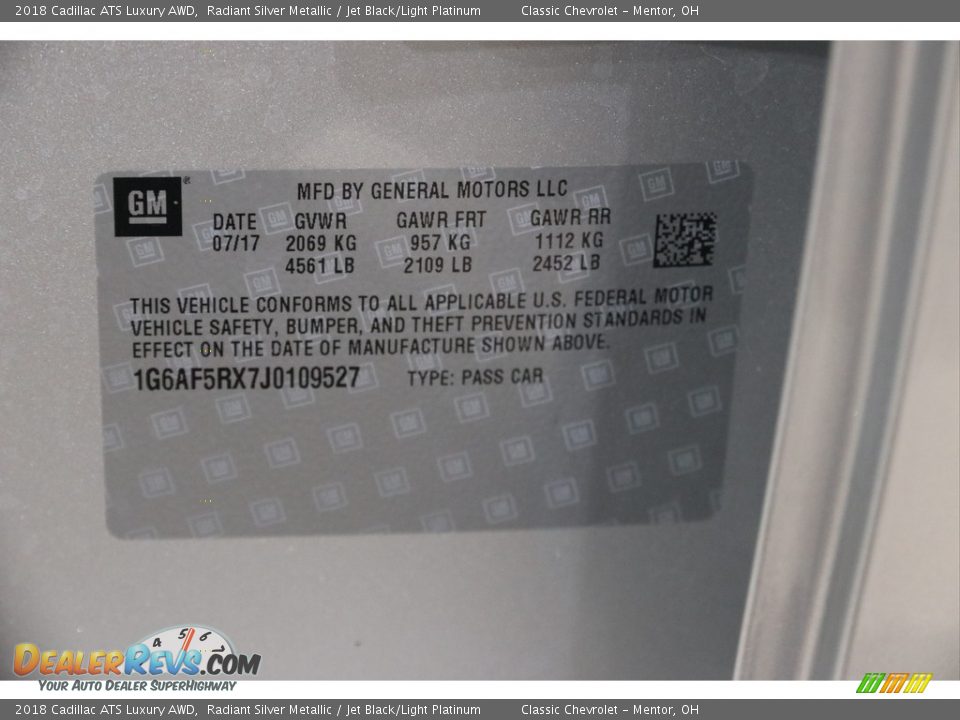 2018 Cadillac ATS Luxury AWD, Radiant Silver Metallic / Jet Black/Light Platinum Classic Chevrolet – Mentor, OH
GM®
MFD BY GENERAL MOTORS LLC
DATE GVWR GAWR FRT GAWR RR
07/17 2069 KG 957 KG 1112 KG
4561 LB 2109 LB 2452 LB
THIS VEHICLE CONFORMS TO ALL APPLICABLE U.S. FEDERAL MOTOR
VEHICLE SAFETY, BUMPER, AND THEFT PREVENTION STANDARDS IN
EFFECT ON THE DATE OF MANUFACTURE SHOWN ABOVE.
1G6AF5RX7J0109527 TYPE: PASS CAR
4 5 6
DealerRevs.com
Your Auto Dealer SuperHighway
2018 Cadillac ATS Luxury AWD, Radiant Silver Metallic / Jet Black/Light Platinum Classic Chevrolet – Mentor, OH